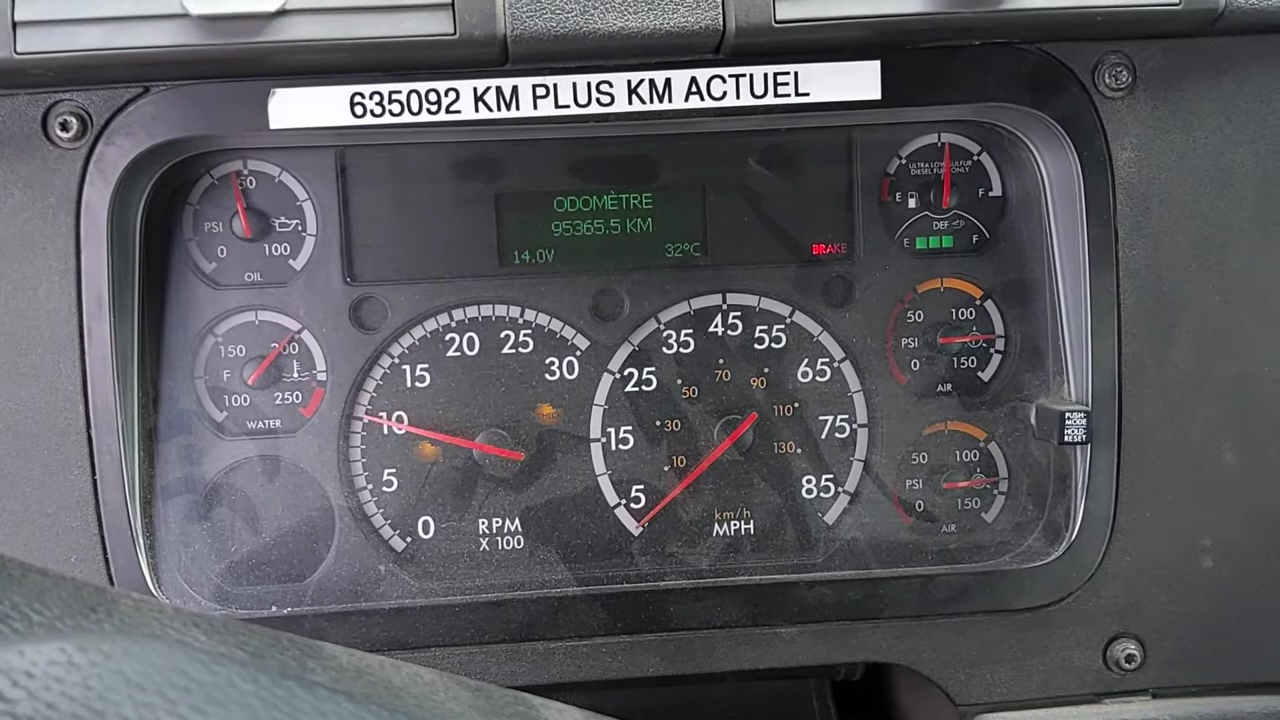 635092 KM PLUS KM ACTUEL
50
PSI
0 100
OIL
ODOMÈTRE
95365.5 KM
14.0V 32°C
BRAKE
ULTRA LOW SULFUR
DIESEL FUEL ONLY
E F
DEF
E F
150 200
F
100 250
WATER
0 5 10 15 20 25 30
CHECK
RPM
X 100
5 15 25 35 45 55 65 75 85
10 30 50 70 90 110 130
km/h
MPH
50 100
PSI
0 150
AIR
50 100
PSI
0 150
AIR
PUSH-
MODE
HOLD-
RESET